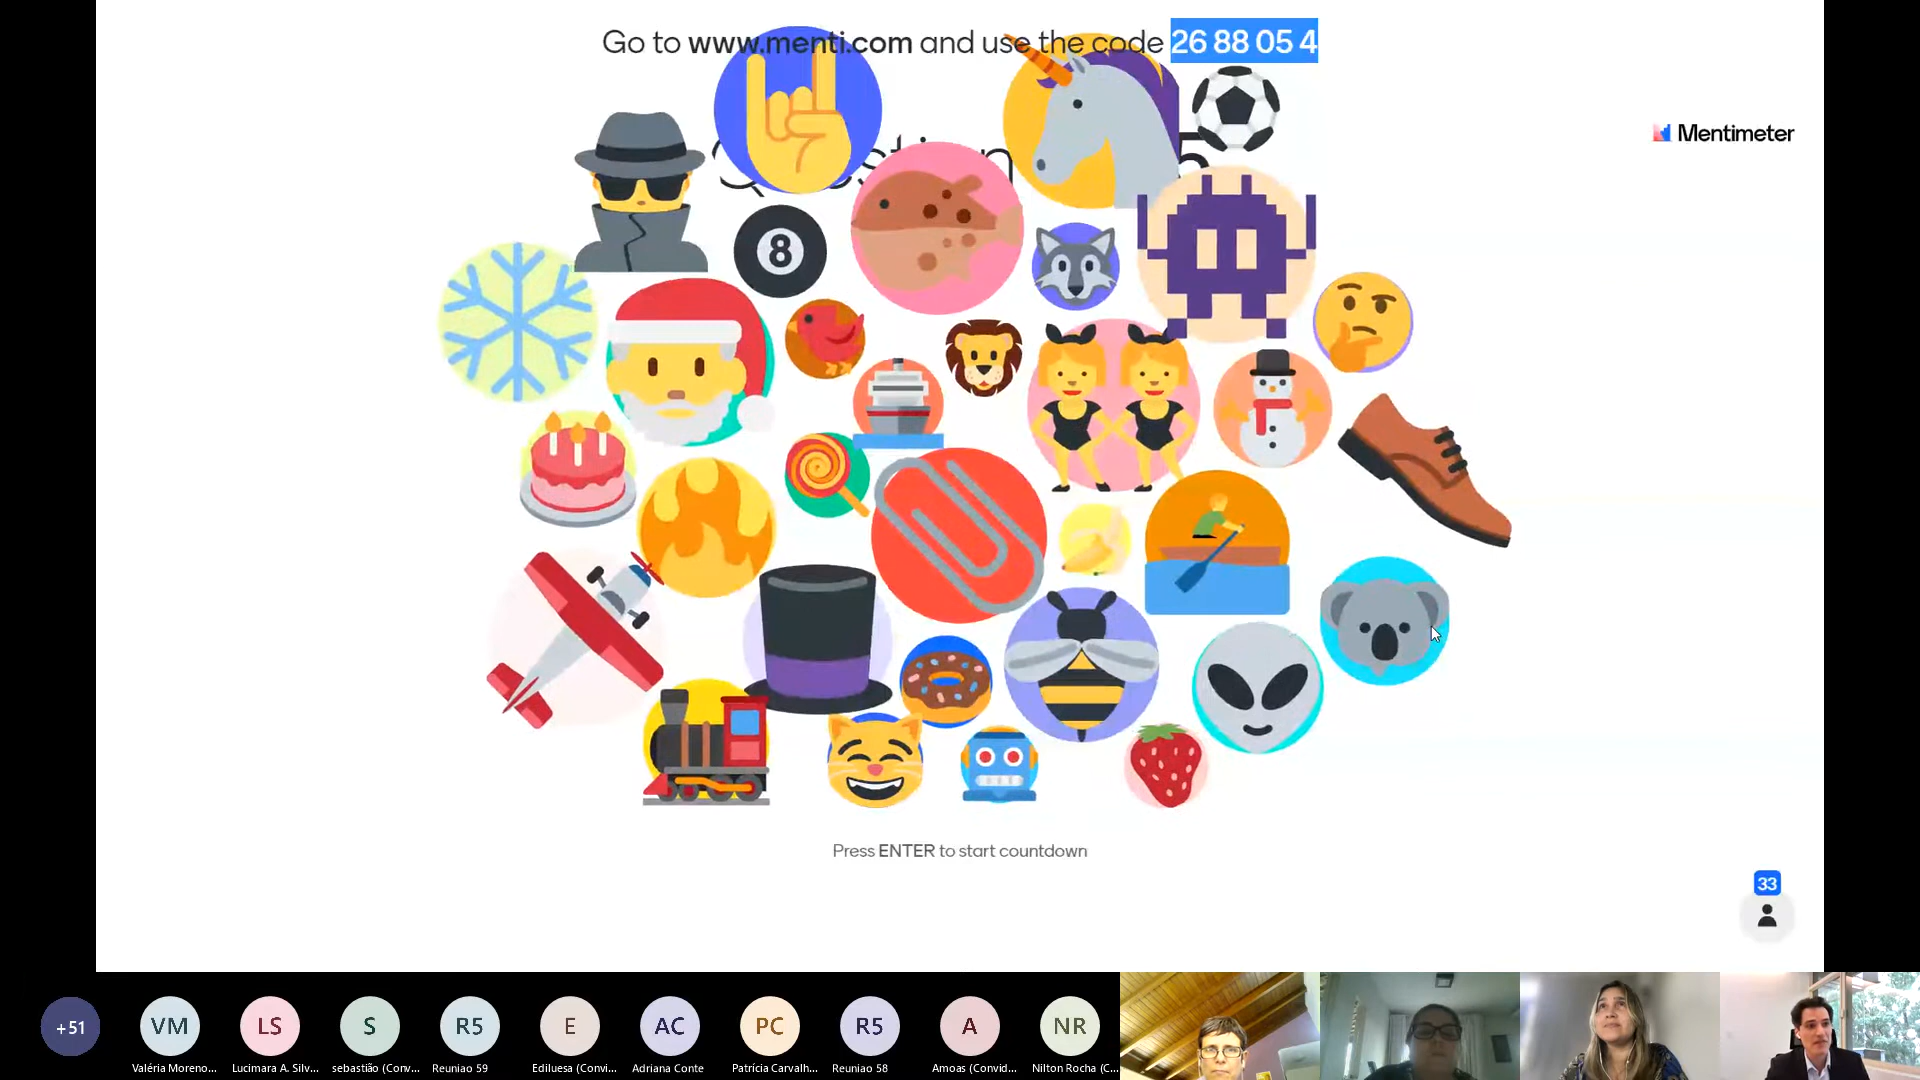 Go to www.menti.com and use the code 26 88 05 4
Mentimeter
8
Press ENTER to start countdown
33
+51
VM
LS
S
R5
E
AC
PC
R5
A
NR
Valéria Moreno...
Lucimara A. Silv...
sebastião (Conv...
Reuniao 59
Ediluesa (Convi...
Adriana Conte
Patrícia Carvalh...
Reuniao 58
Amoas (Convid...
Nilton Rocha (C...